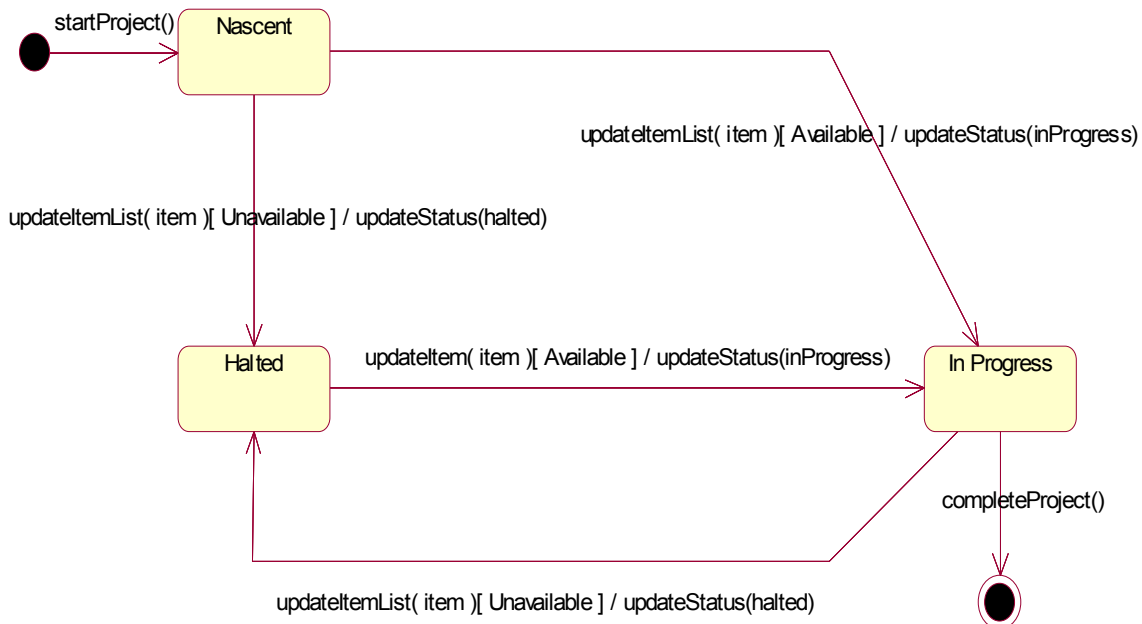 startProject()
Nascent
updateItemList( item )[ Available ] / updateStatus(inProgress)
updateItemList( item )[ Unavailable ] / updateStatus(halted)
Halted
updateItem( item )[ Available ] / updateStatus(inProgress)
In Progress
completeProject()
updateItemList( item )[ Unavailable ] / updateStatus(halted)